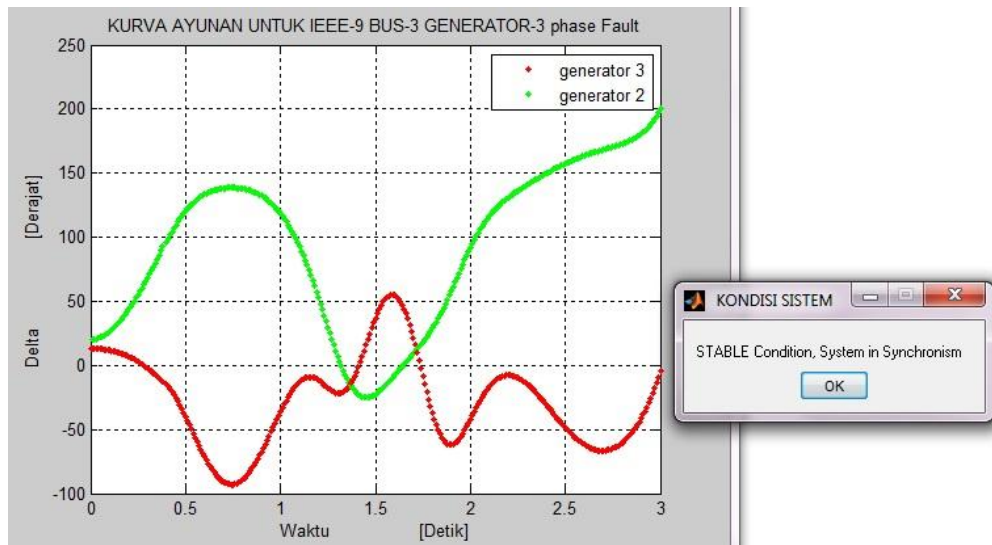 KURVA AYUNAN UNTUK IEEE-9 BUS-3 GENERATOR-3 phase Fault
250
200
150
100
50
0
-50
-100
Delta [Derajat]
generator 3
generator 2
0 0.5 1 1.5 2 2.5 3
Waktu [Detik]
KONDISI SISTEM
STABLE Condition, System in Synchronism
OK